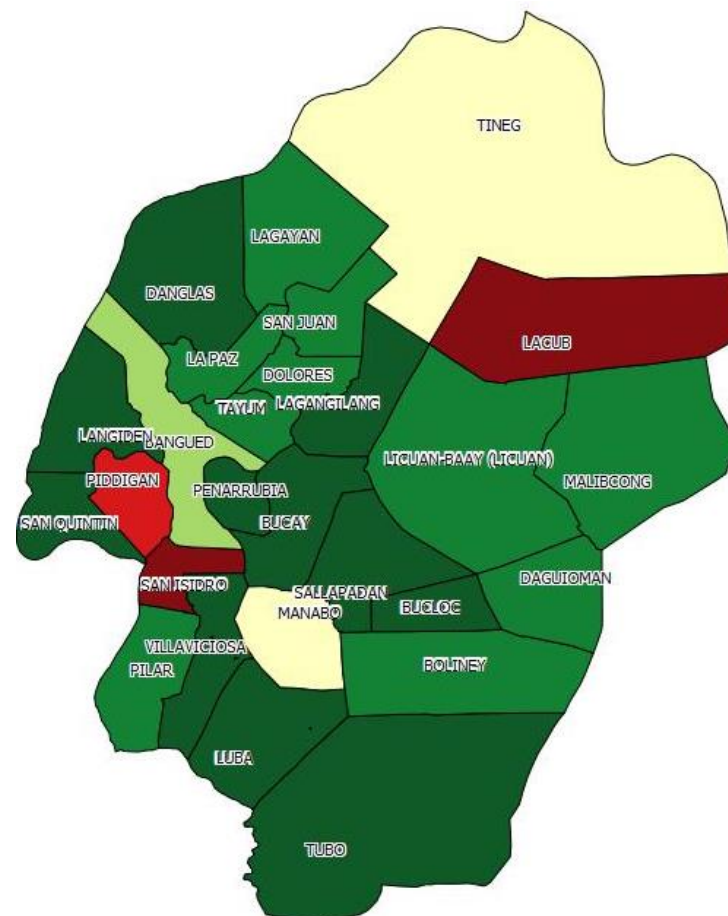 TINEG
LAGAYAN
DANGLAS
SAN JUAN
LACUB
LA PAZ
DOLORES
TAYUM
LAGANGILANG
LANGIDEN
BANGUED
LICUAN-BAAY (LICUAN)
MALIBCONG
PIDDIGAN
PENARRUBIA
SAN QUINTIN
BUCAY
SAN ISIDRO
SALLAPADAN
DAGUIOMAN
MANABO
BUCLOC
VILLAVICIOSA
PILAR
BOLINEY
LUBA
TUBO